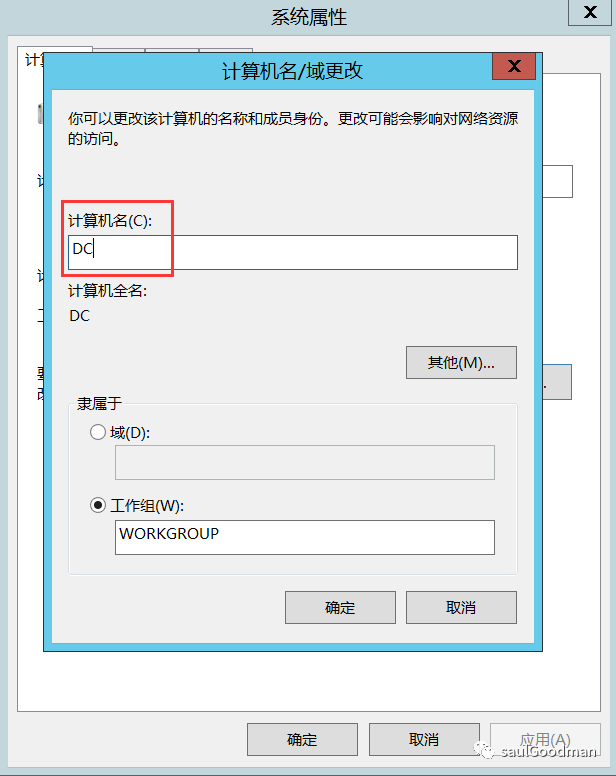 系统属性
X
计算机名/域更改
X
你可以更改该计算机的名称和成员身份。更改可能会影响对网络资源
的访问。
计算机名(C):
DC
计算机全名:
DC
其他(M)...
隶属于
域(D):
工作组(W):
WORKGROUP
确定
取消
确定
取消
应用(A)
saulGoodman